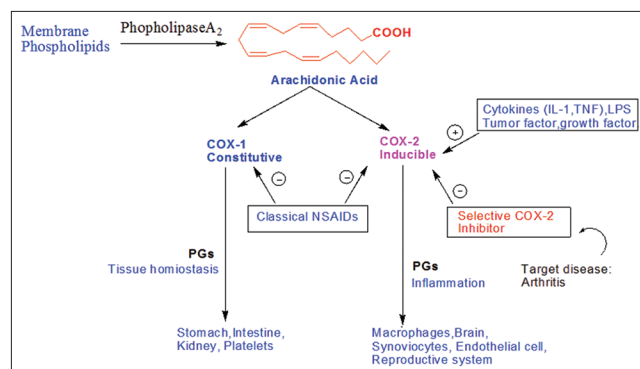 Membrane
Phospholipids
PhopholipaseA2
COOH
Arachidonic Acid
Cytokines (IL-1,TNF),LPS
Tumor factor,growth factor
+
COX-1
Constitutive
COX-2
Inducible
−
−
−
Classical NSAIDs
Selective COX-2
Inhibitor
PGs
Tissue homiostasis
PGs
Inflammation
Target disease:
Arthritis
Stomach,Intestine,
Kidney, Platelets
Macrophages,Brain,
Synoviocytes, Endothelial cell,
Reproductive system